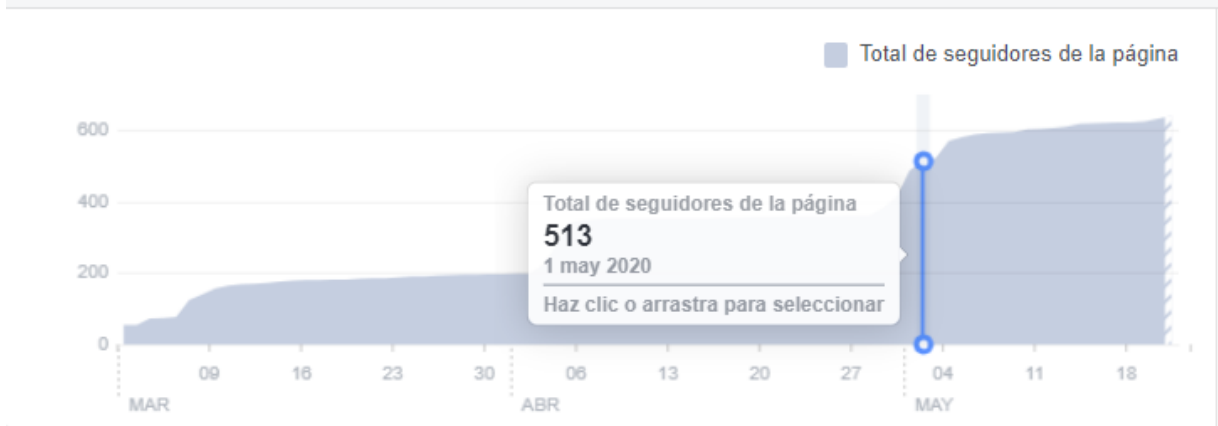 Total de seguidores de la página
600
400
200
0
Total de seguidores de la página
513
1 may 2020
Haz clic o arrastra para seleccionar
09 16 23 30 06 13 20 27 04 11 18
MAR ABR MAY